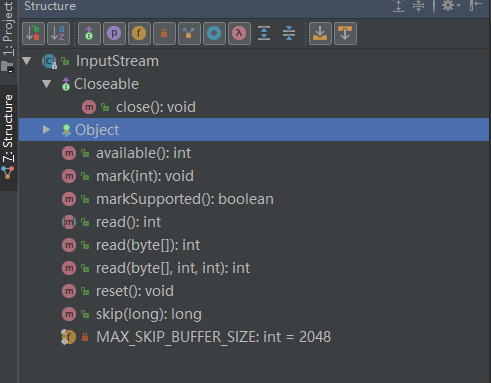 Structure
1: Project
7: Structure
InputStream
Closeable
close(): void
Object
available(): int
mark(int): void
markSupported(): boolean
read(): int
read(byte[]): int
read(byte[], int, int): int
reset(): void
skip(long): long
MAX_SKIP_BUFFER_SIZE: int = 2048